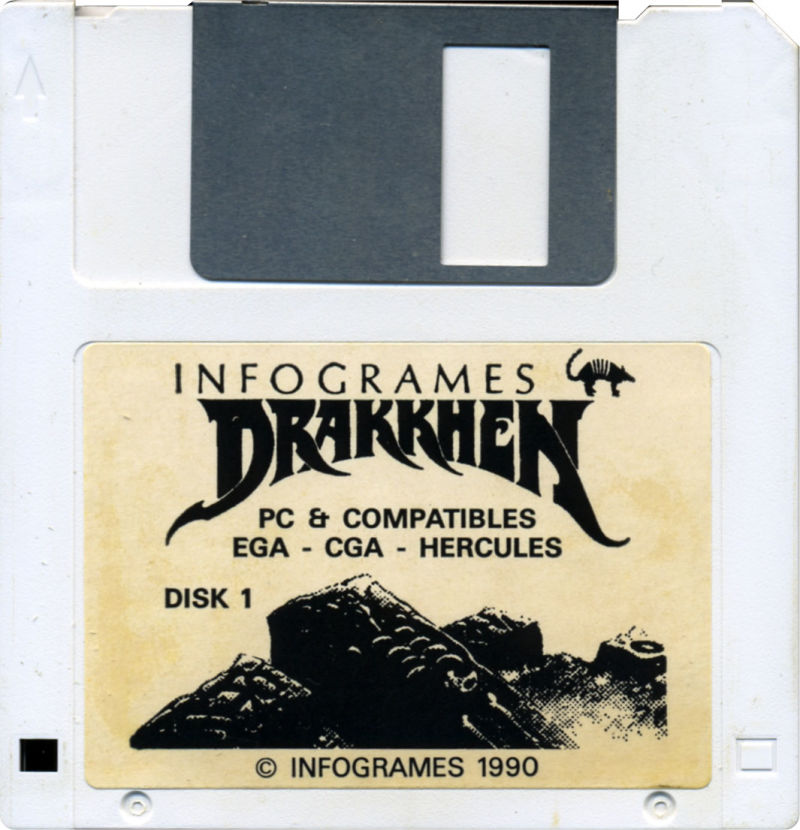 INFOGRAMES
DRAKKHEN
PC & COMPATIBLES
EGA - CGA - HERCULES
DISK 1
© INFOGRAMES 1990